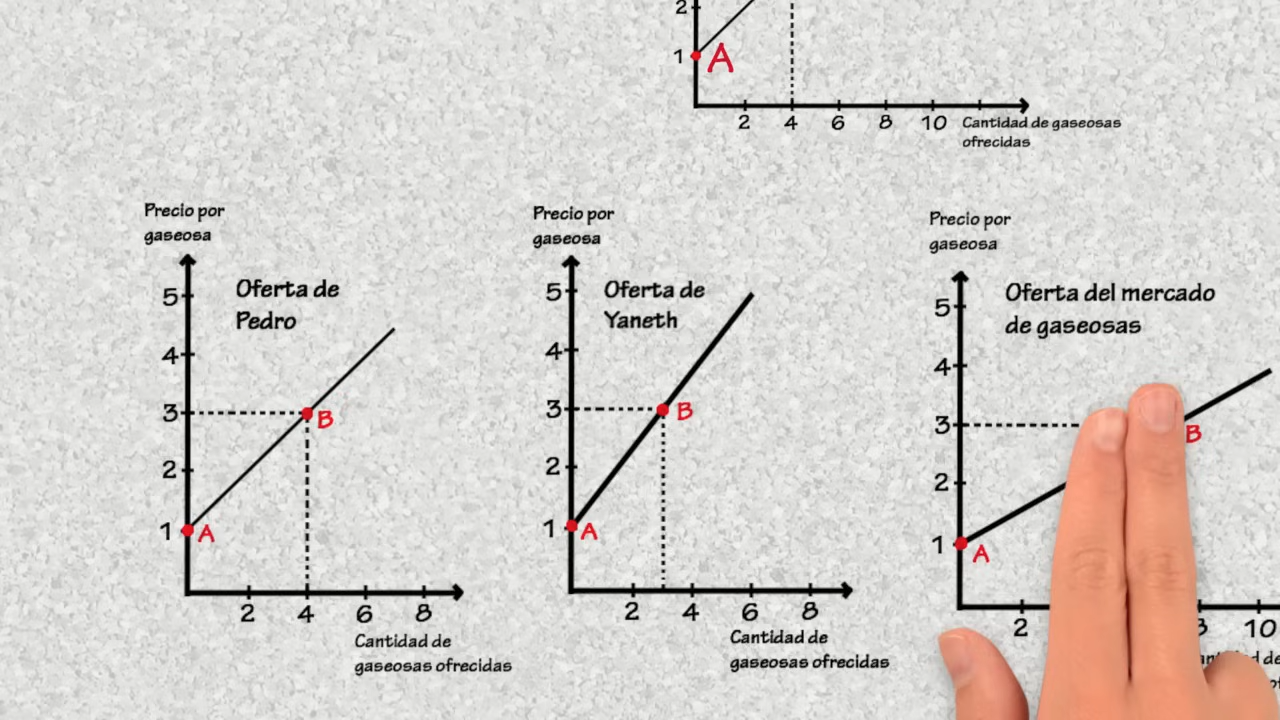 2
1
A
2 4 6 8 10
Cantidad de gaseosas
ofrecidas
Precio por
gaseosa
Oferta de
Pedro
5
4
3
2
1
A
B
2 4 6 8
Cantidad de
gaseosas ofrecidas
Precio por
gaseosa
Oferta de
Yaneth
5
4
3
2
1
A
B
2 4 6 8
Cantidad de
gaseosas ofrecidas
Precio por
gaseosa
Oferta del mercado
de gaseosas
5
4
3
2
1
A
B
2 10